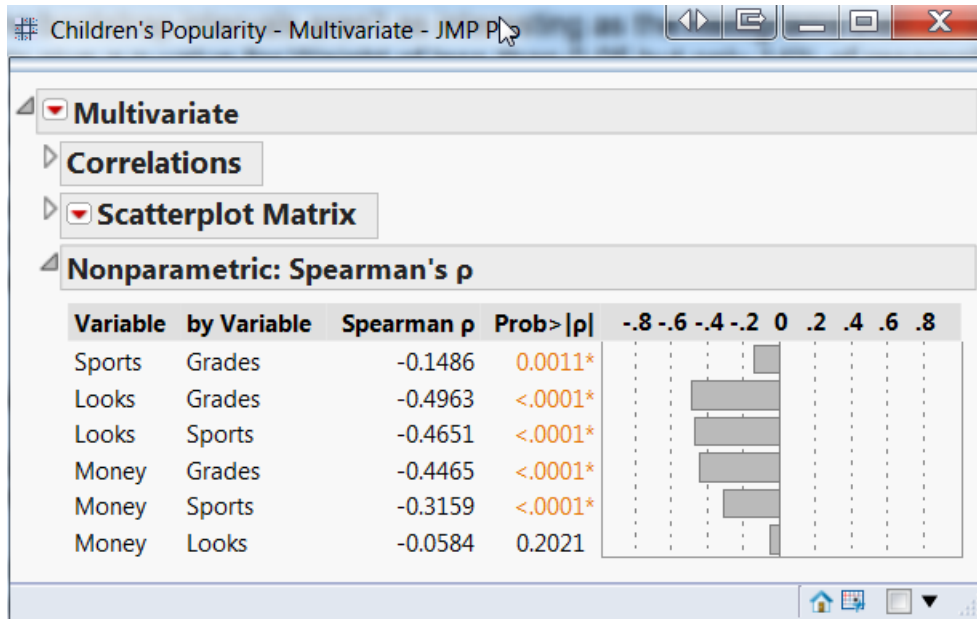 Children's Popularity - Multivariate - JMP Pro
Multivariate
Correlations
Scatterplot Matrix
Nonparametric: Spearman's ρ
Variable by Variable Spearman ρ Prob>|ρ| -.8 -.6 -.4 -.2 0 .2 .4 .6 .8
Sports Grades -0.1486 0.0011*
Looks Grades -0.4963 <.0001*
Looks Sports -0.4651 <.0001*
Money Grades -0.4465 <.0001*
Money Sports -0.3159 <.0001*
Money Looks -0.0584 0.2021